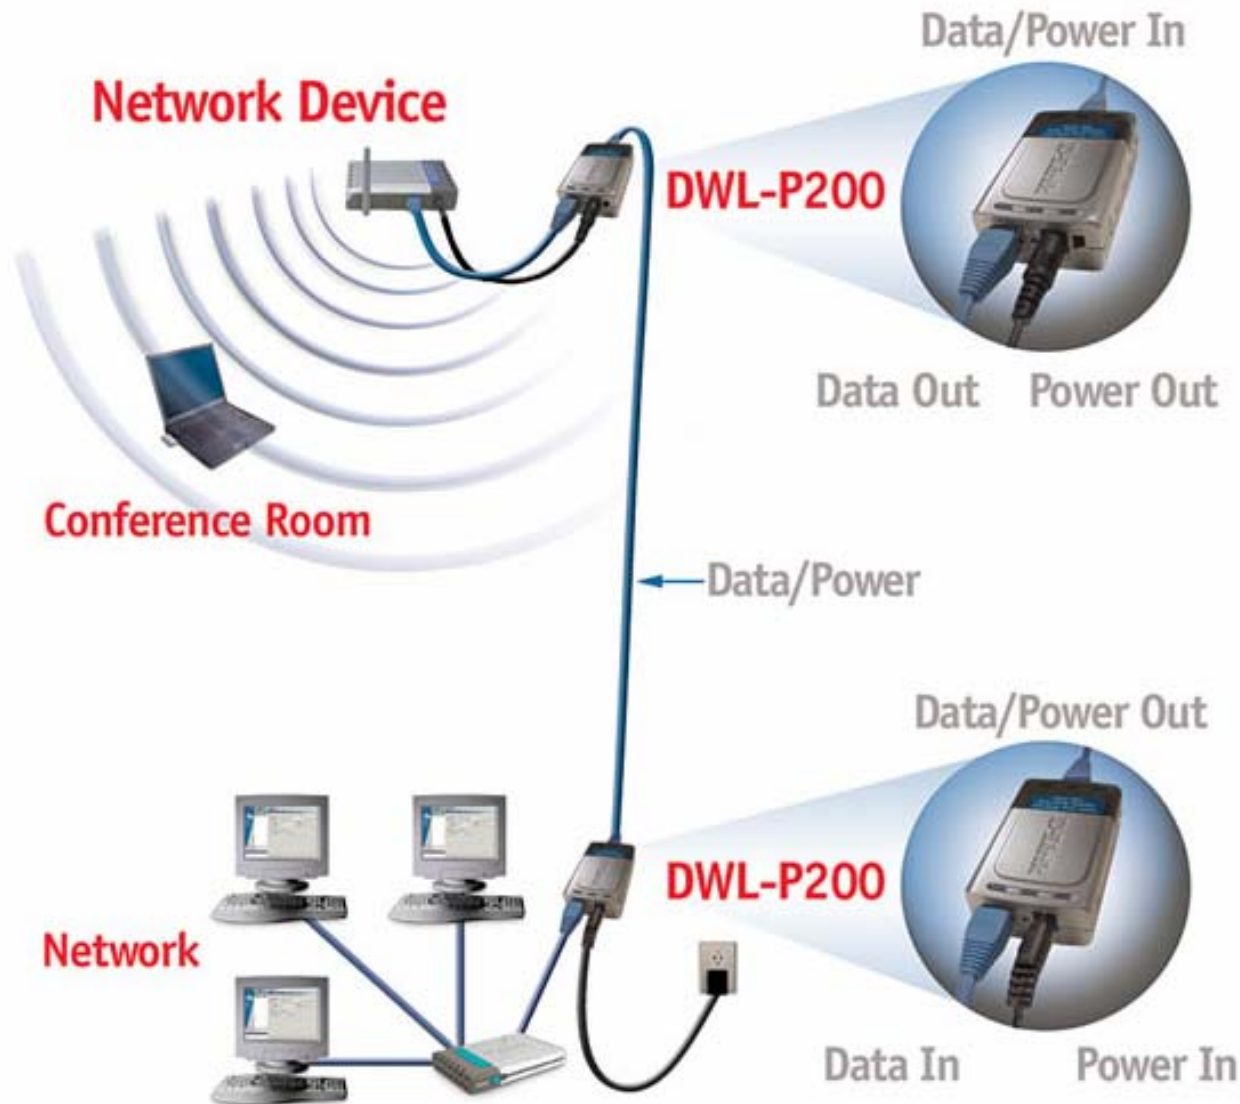 Data/Power In
Network Device
DWL-P200
Data Out
Power Out
Conference Room
Data/Power
Data/Power Out
DWL-P200
Network
Data In
Power In